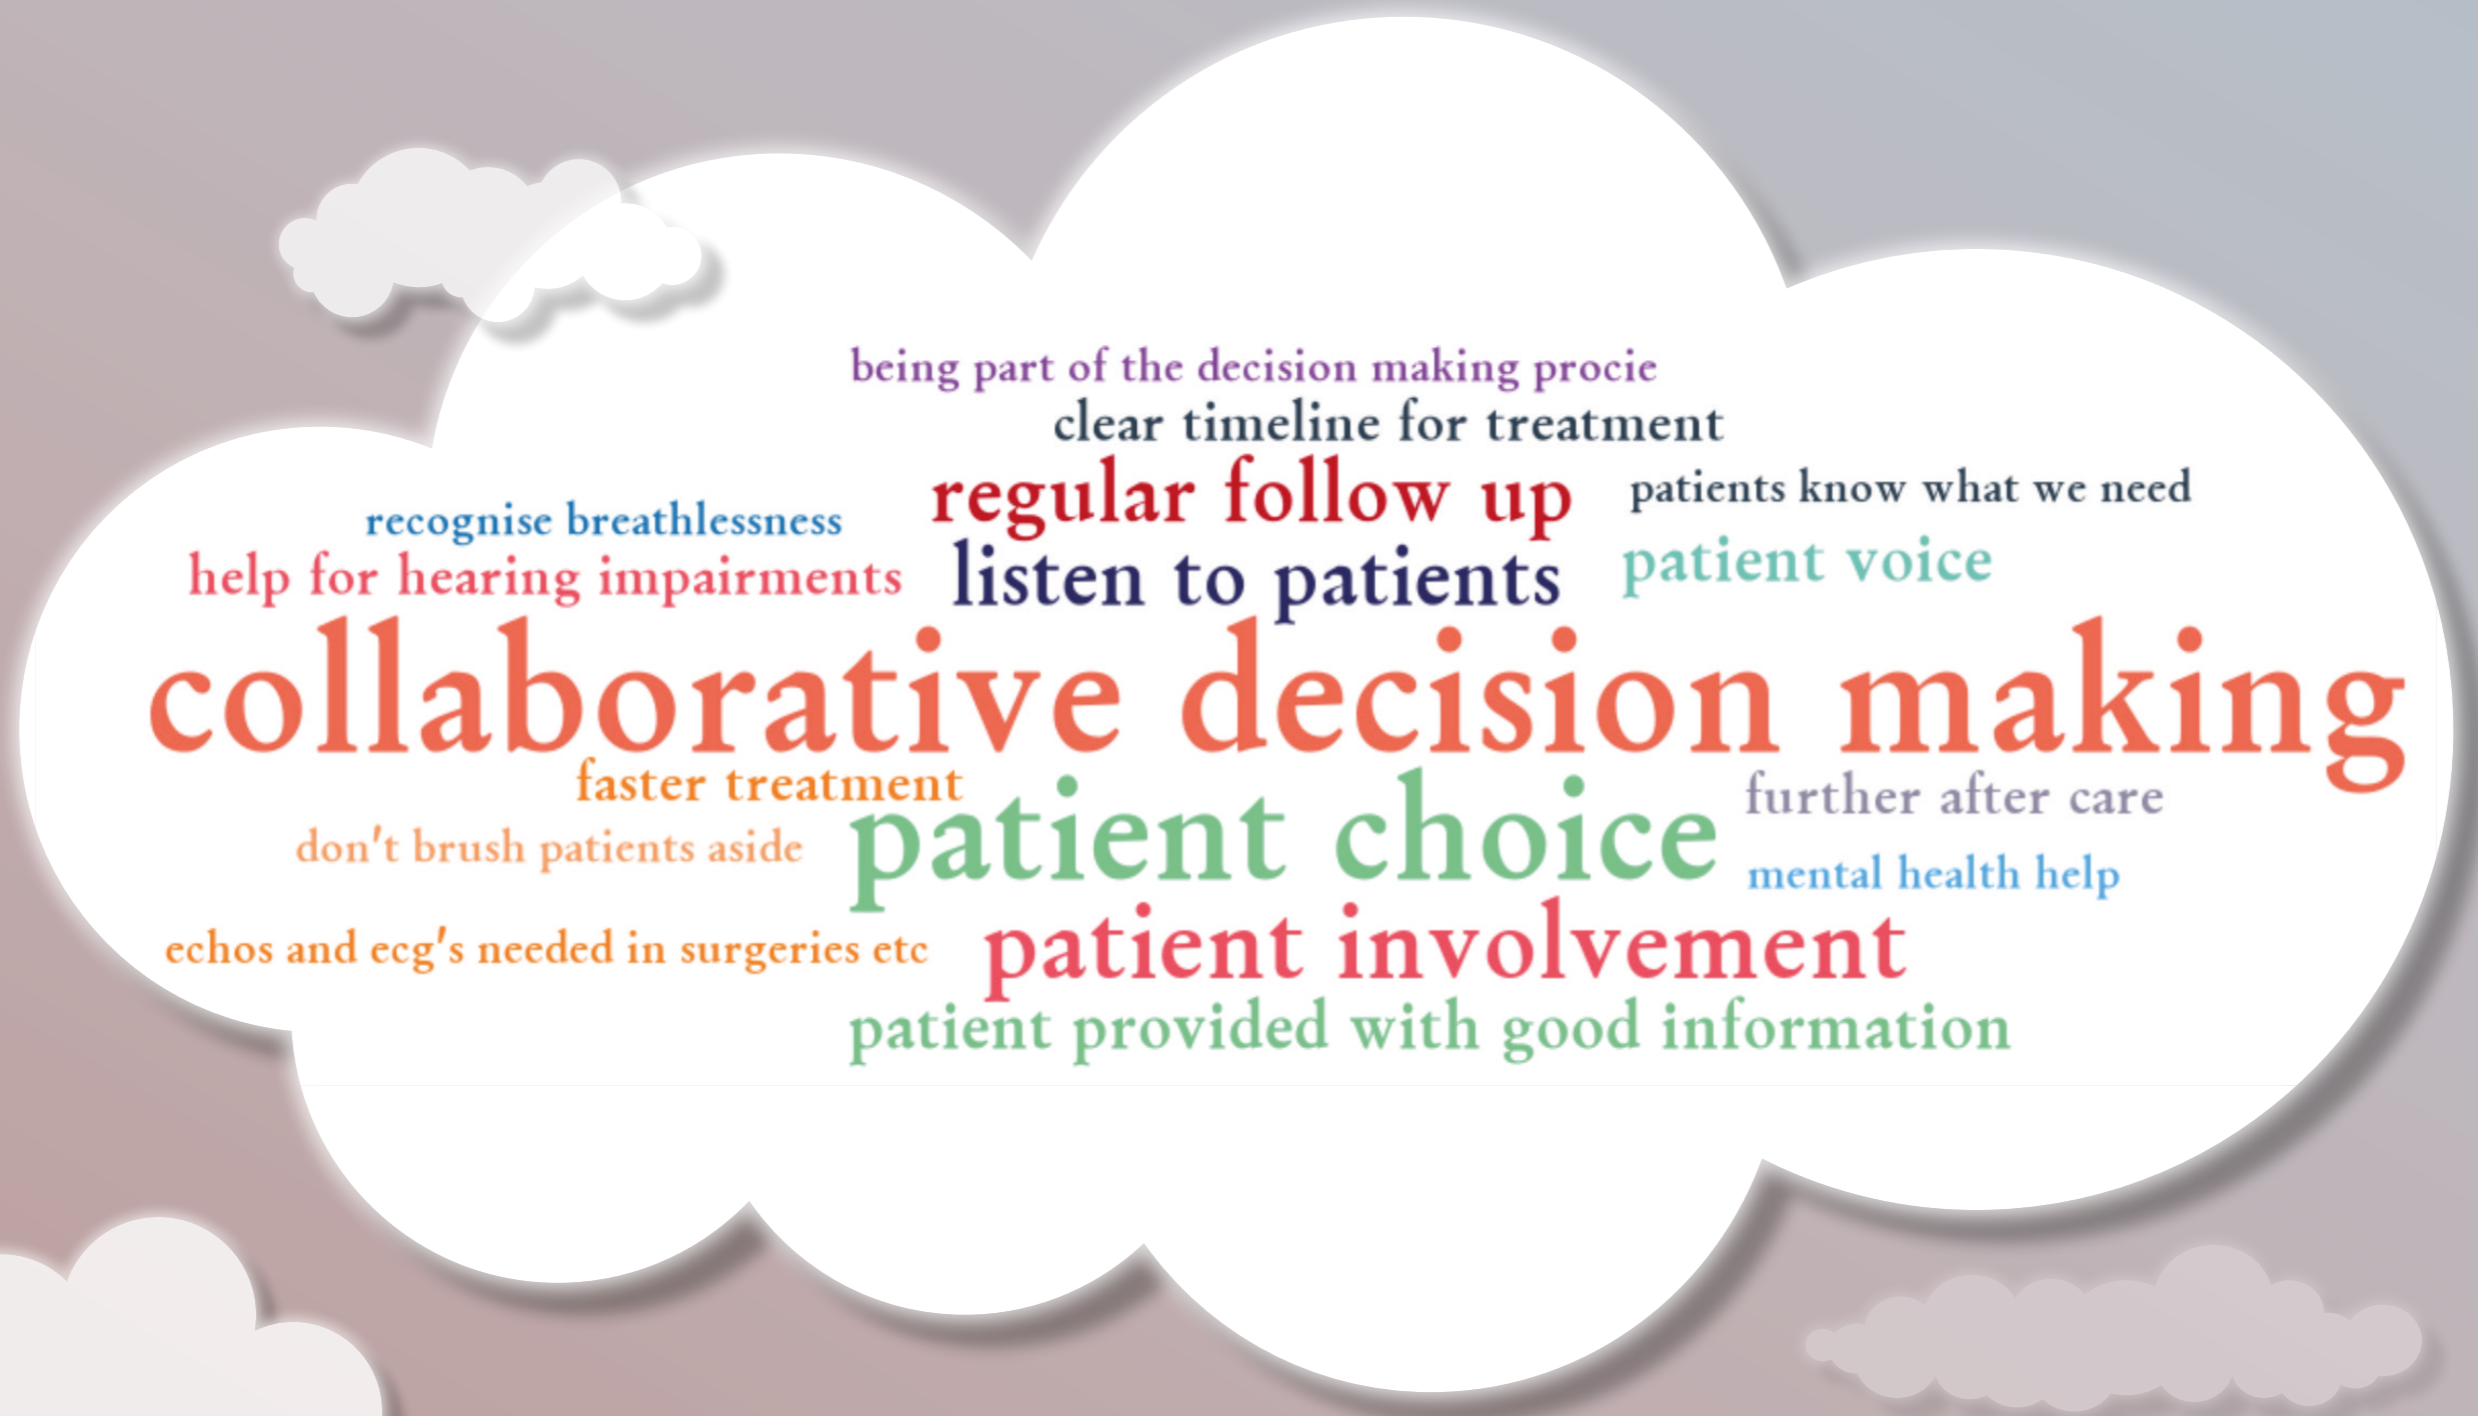 being part of the decision making procie
clear timeline for treatment
regular follow up
patients know what we need
recognise breathlessness
listen to patients
patient voice
help for hearing impairments
collaborative decision making
faster treatment
further after care
patient choice
don't brush patients aside
mental health help
echos and ecg's needed in surgeries etc
patient involvement
patient provided with good information